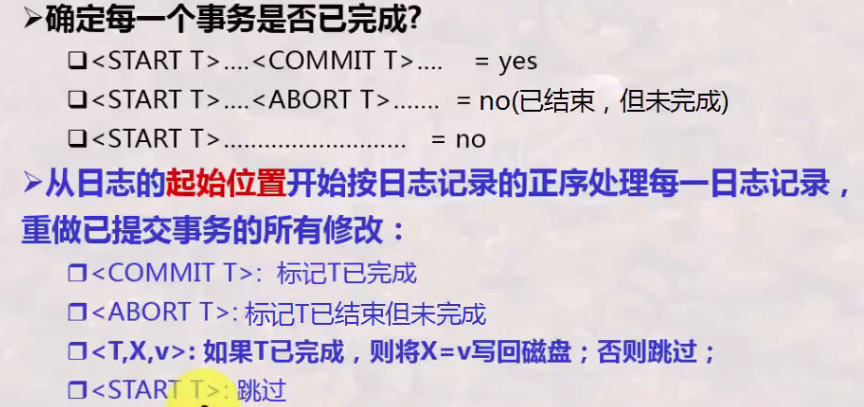 ➢确定每一个事务是否已完成?
❑<START T>....<COMMIT T>.... = yes
❑<START T>....<ABORT T>....... = no(已结束，但未完成)
❑<START T>.......................... = no
➢从日志的起始位置开始按日志记录的正序处理每一日志记录，
重做已提交事务的所有修改：
❑<COMMIT T>: 标记T已完成
❑<ABORT T>: 标记T已结束但未完成
❑<T,X,v>: 如果T已完成，则将X=v写回磁盘；否则跳过；
❑<START T>: 跳过